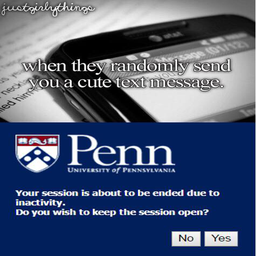 justgirlythings
when they randomly send
you a cute text message.
at&t
Penn
UNIVERSITY OF PENNSYLVANIA
Your session is about to be ended due to
inactivity.
Do you wish to keep the session open?
No Yes